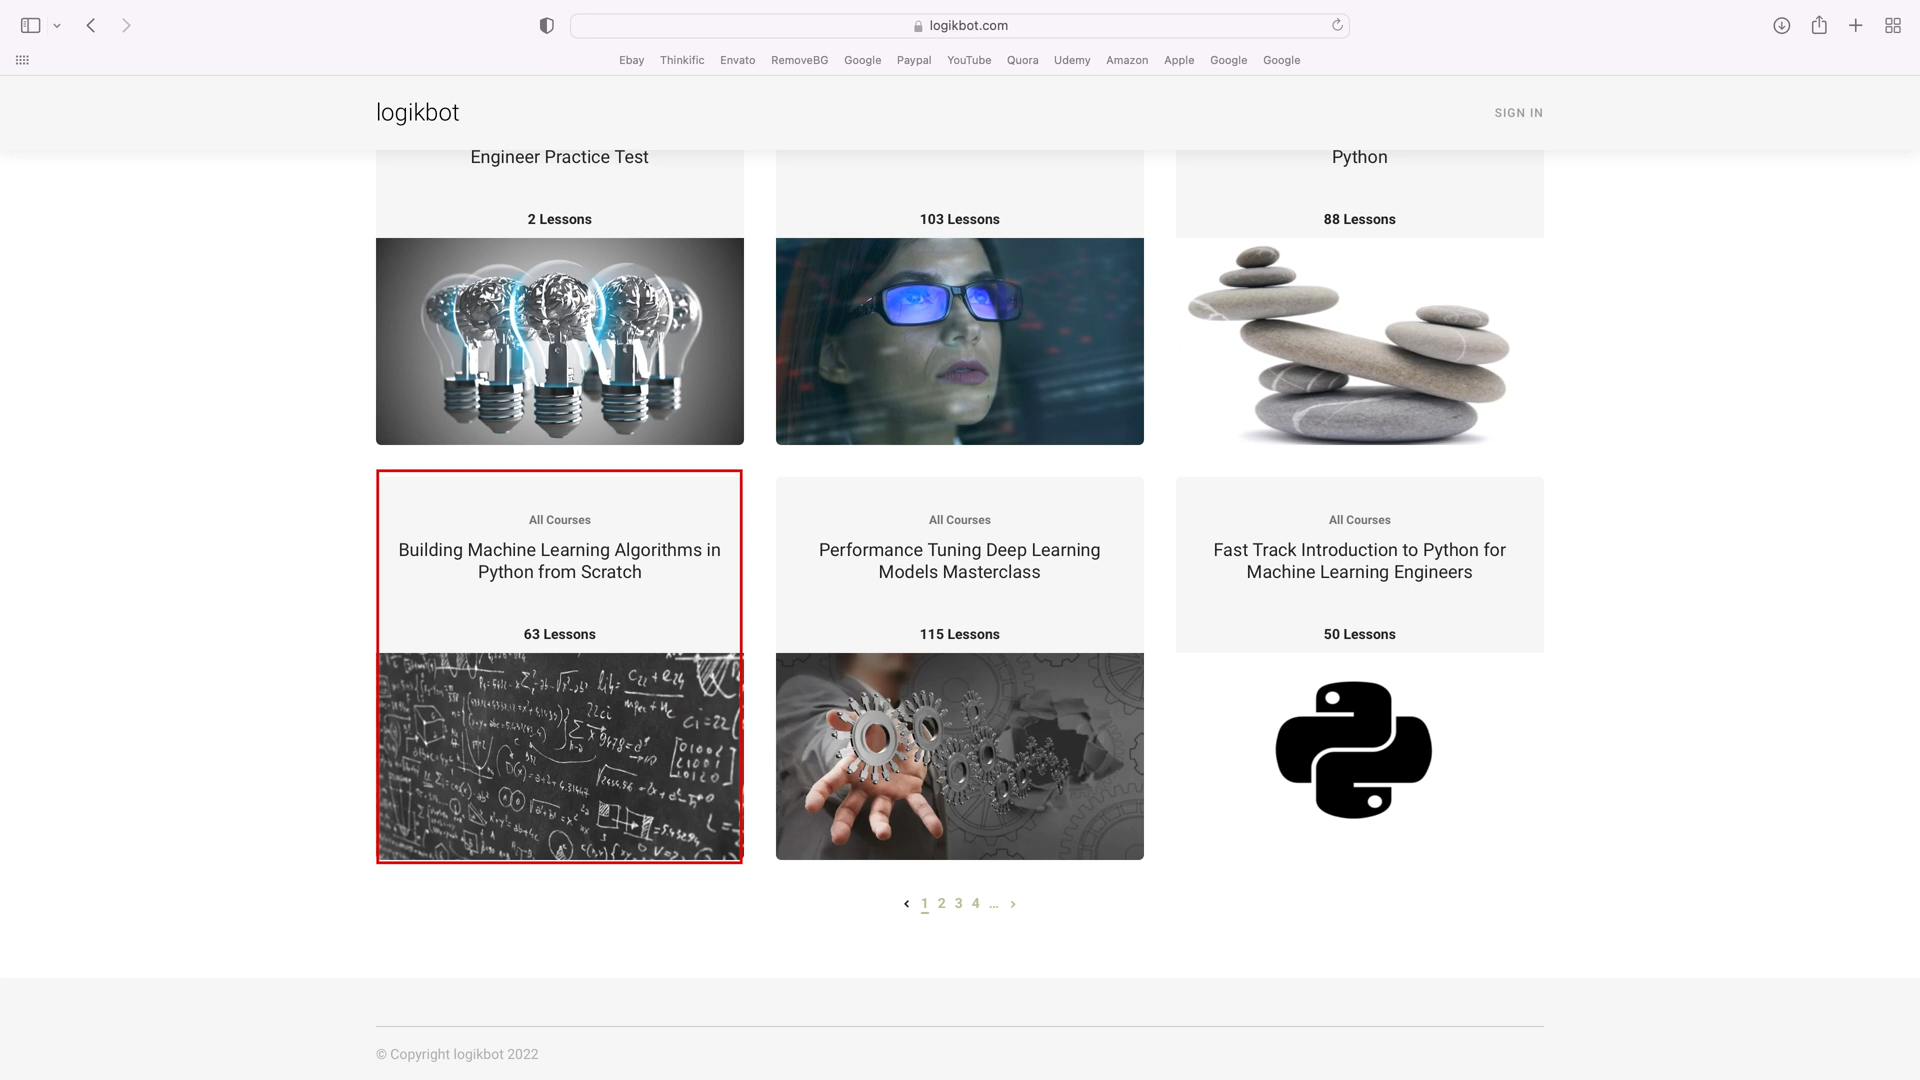 logikbot.com
Ebay Thinkific Envato RemoveBG Google Paypal YouTube Quora Udemy Amazon Apple Google Google
logikbot
SIGN IN
Engineer Practice Test
Python
2 Lessons
103 Lessons
88 Lessons
All Courses
Building Machine Learning Algorithms in
Python from Scratch
63 Lessons
All Courses
Performance Tuning Deep Learning
Models Masterclass
115 Lessons
All Courses
Fast Track Introduction to Python for
Machine Learning Engineers
50 Lessons
1 2 3 4 ...
© Copyright logikbot 2022